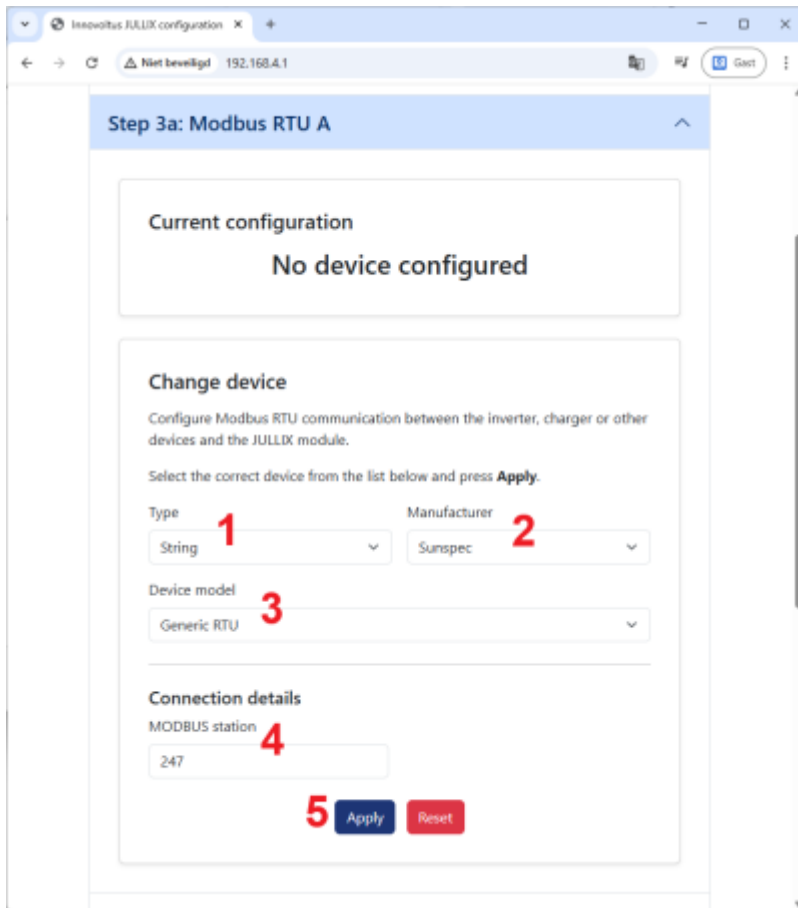 Innovoltus JULLIX configuration
Niet beveiligd 192.168.4.1
Gast
Step 3a: Modbus RTU A
Current configuration
No device configured
Change device
Configure Modbus RTU communication between the inverter, charger or other
devices and the JULLIX module.
Select the correct device from the list below and press Apply.
Type 1
Manufacturer 2
String
Sunspec
Device model 3
Generic RTU
Connection details
MODBUS station 4
247
5 Apply Reset